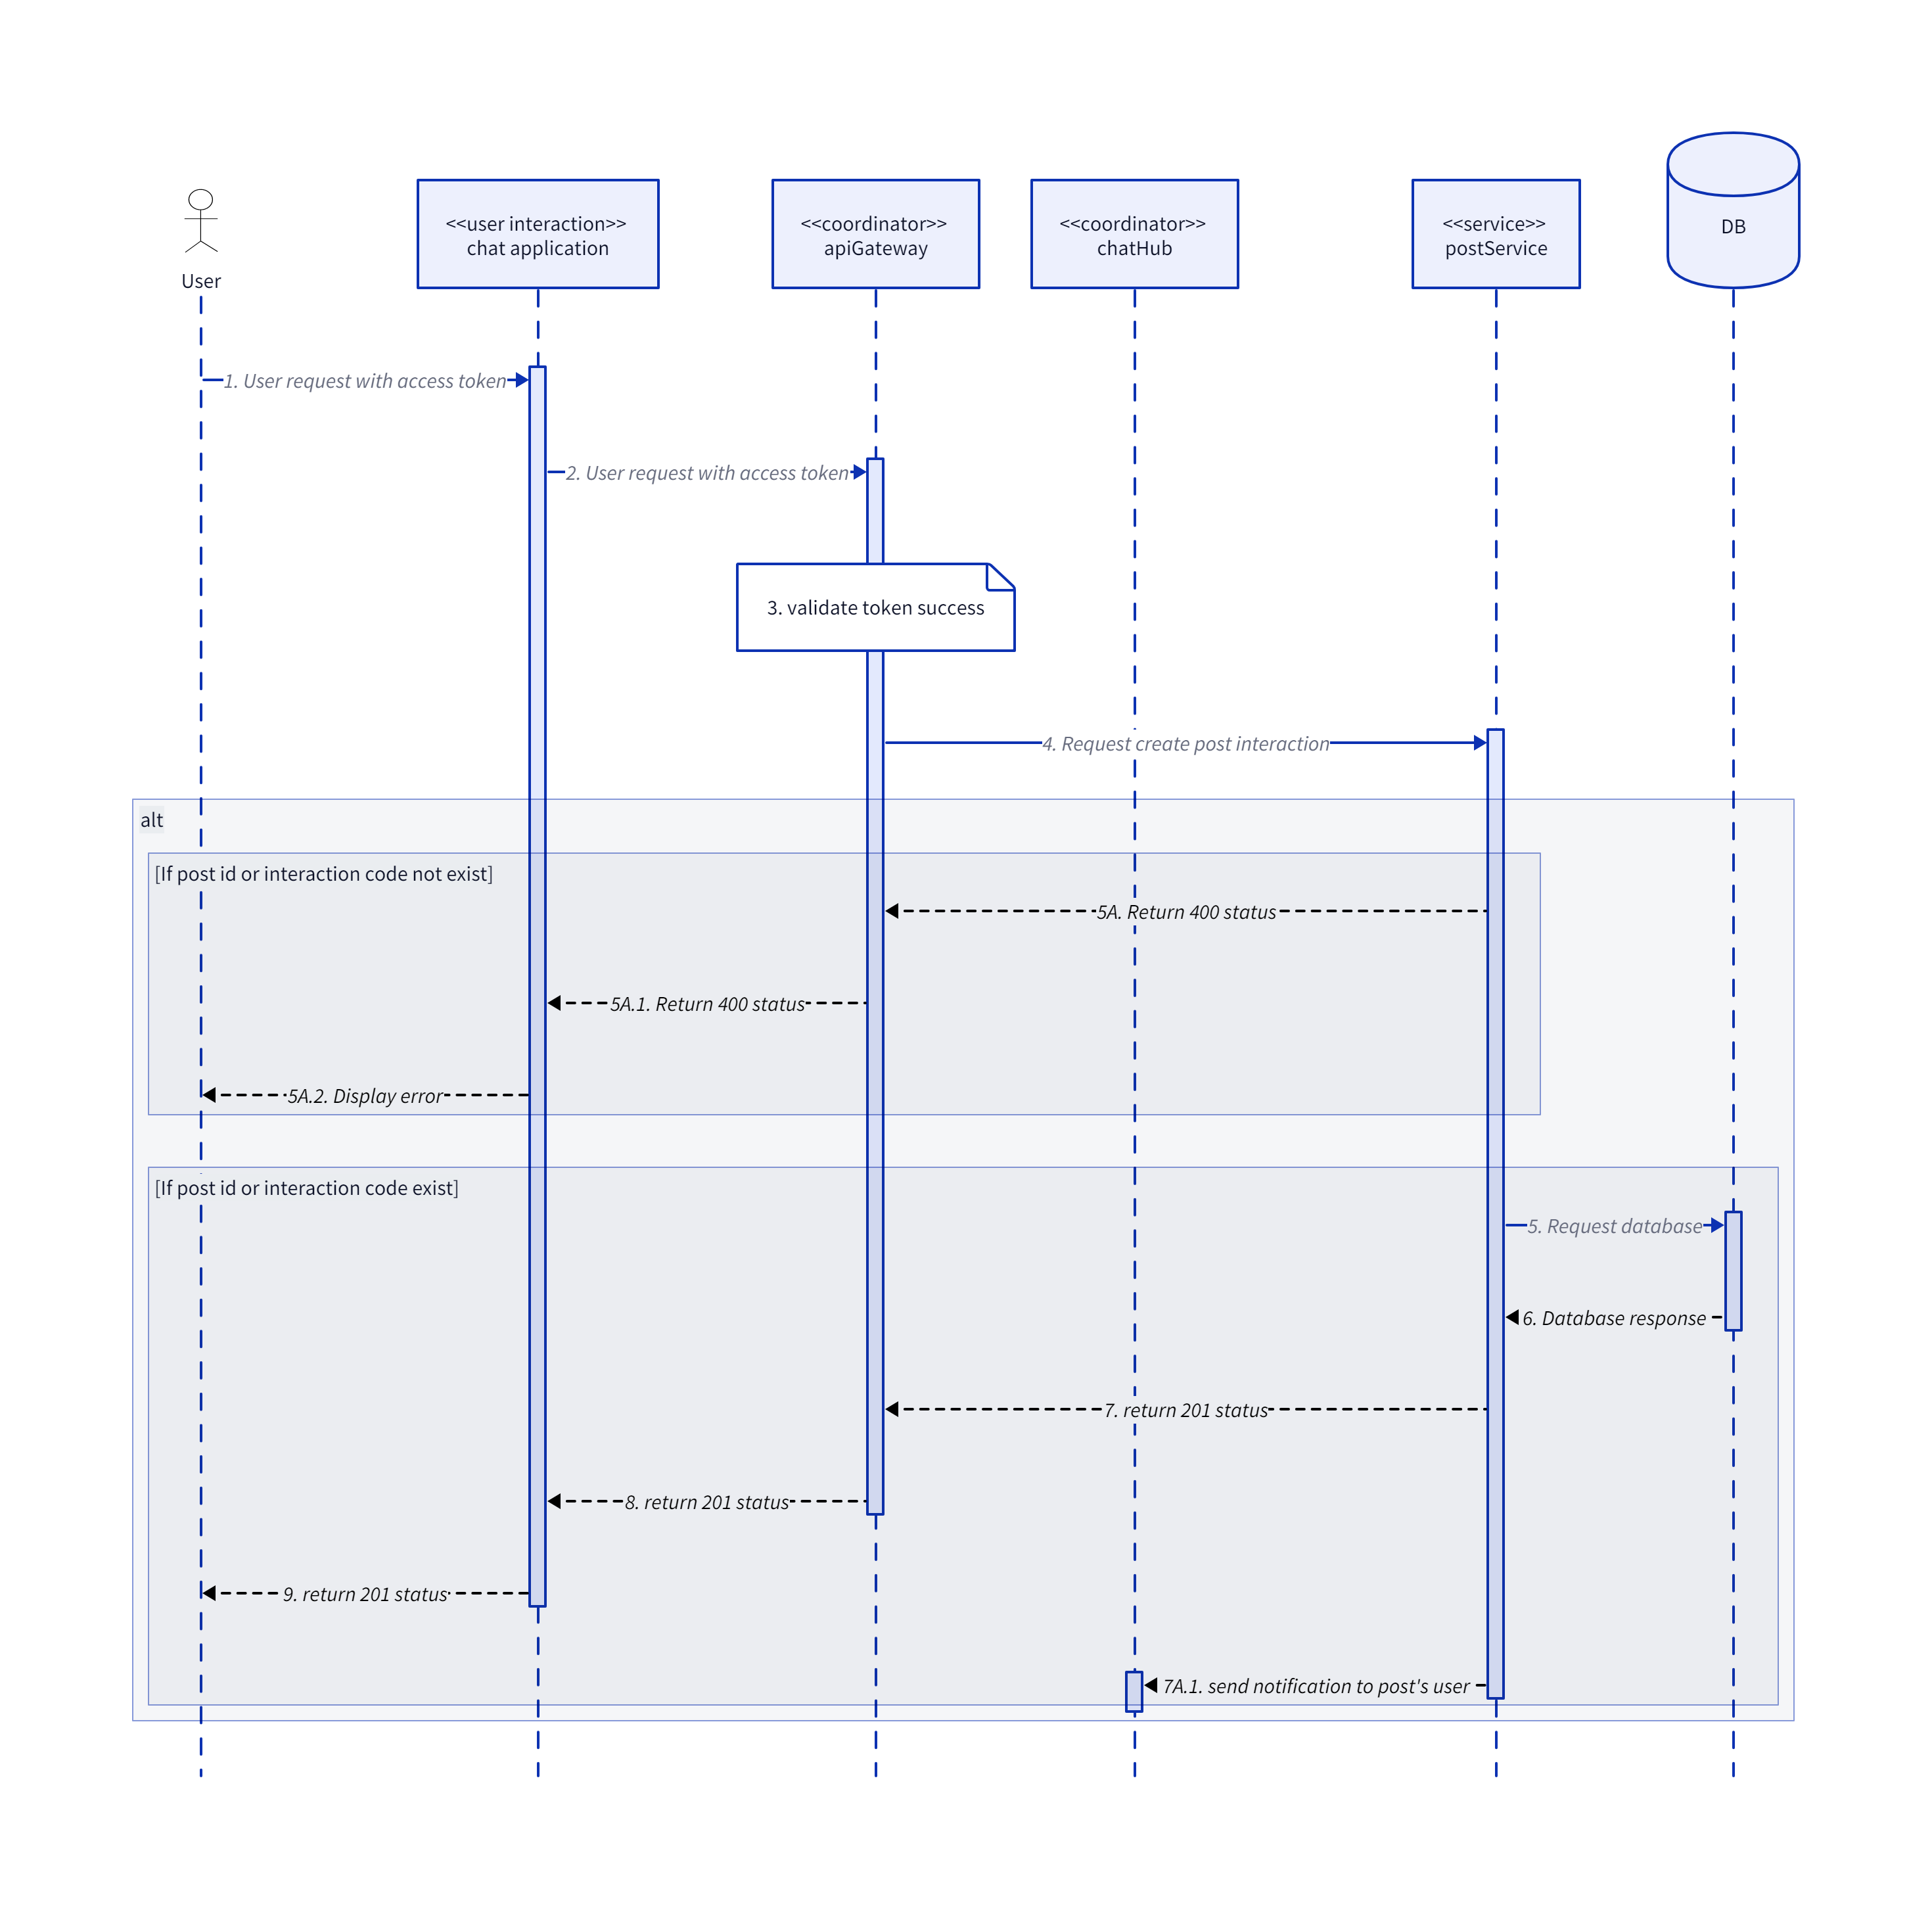 User
<<user interaction>>
chat application
<<coordinator>>
apiGateway
<<coordinator>>
chatHub
<<service>>
postService
DB
1. User request with access token
2. User request with access token
3. validate token success
4. Request create post interaction
alt
[If post id or interaction code not exist]
5A. Return 400 status
5A.1. Return 400 status
5A.2. Display error
[If post id or interaction code exist]
5. Request database
6. Database response
7. return 201 status
8. return 201 status
9. return 201 status
7A.1. send notification to post's user